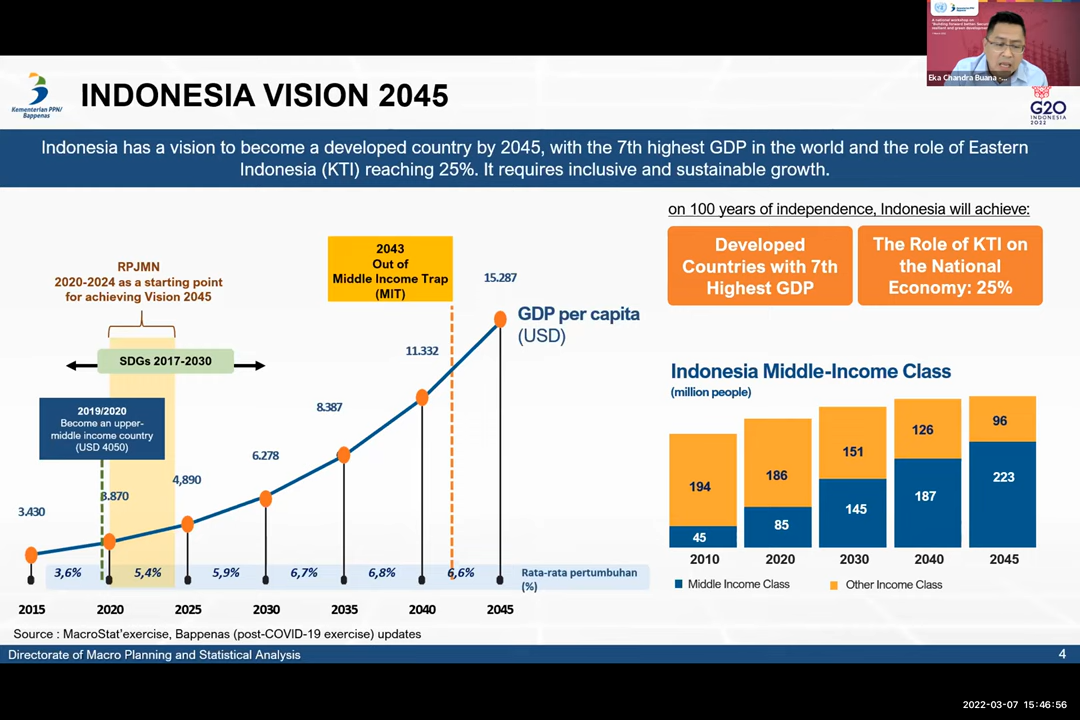 Kementerian PPN/
Bappenas
Eka Chandra Buana -...
G20
INDONESIA
2022
INDONESIA VISION 2045
Indonesia has a vision to become a developed country by 2045, with the 7th highest GDP in the world and the role of Eastern
Indonesia (KTI) reaching 25%. It requires inclusive and sustainable growth.
RPJMN
2020-2024 as a starting point
for achieving Vision 2045
SDGs 2017-2030
2019/2020
Become an upper-
middle income country
(USD 4050)
2043
Out of
Middle Income Trap
(MIT)
GDP per capita
(USD)
3.430
3.870
4,890
6.278
8.387
11.332
15.287
3,6%
5,4%
5,9%
6,7%
6,8%
6,6%
Rata-rata pertumbuhan
(%)
2015
2020
2025
2030
2035
2040
2045
on 100 years of independence, Indonesia will achieve:
Developed
Countries with 7th
Highest GDP
The Role of KTI on
the National
Economy: 25%
Indonesia Middle-Income Class
(million people)
194
186
151
126
96
45
85
145
187
223
2010
2020
2030
2040
2045
Middle Income Class
Other Income Class
Source : MacroStat'exercise, Bappenas (post-COVID-19 exercise) updates
Directorate of Macro Planning and Statistical Analysis
4
2022-03-07 15:46:56